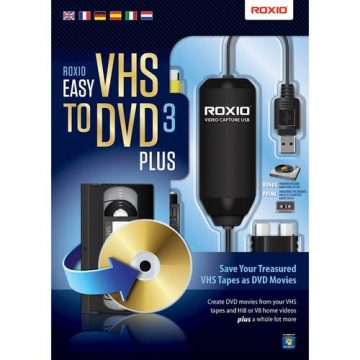 ROXIO
ROXIO
EASY VHS
TO DVD 3
PLUS
ROXIO
VIDEO CAPTURE USB
BONUS
Save Your Treasured
VHS Tapes as DVD Movies
Create DVD movies from your VHS
tapes and Hi8 or V8 home videos
plus a whole lot more